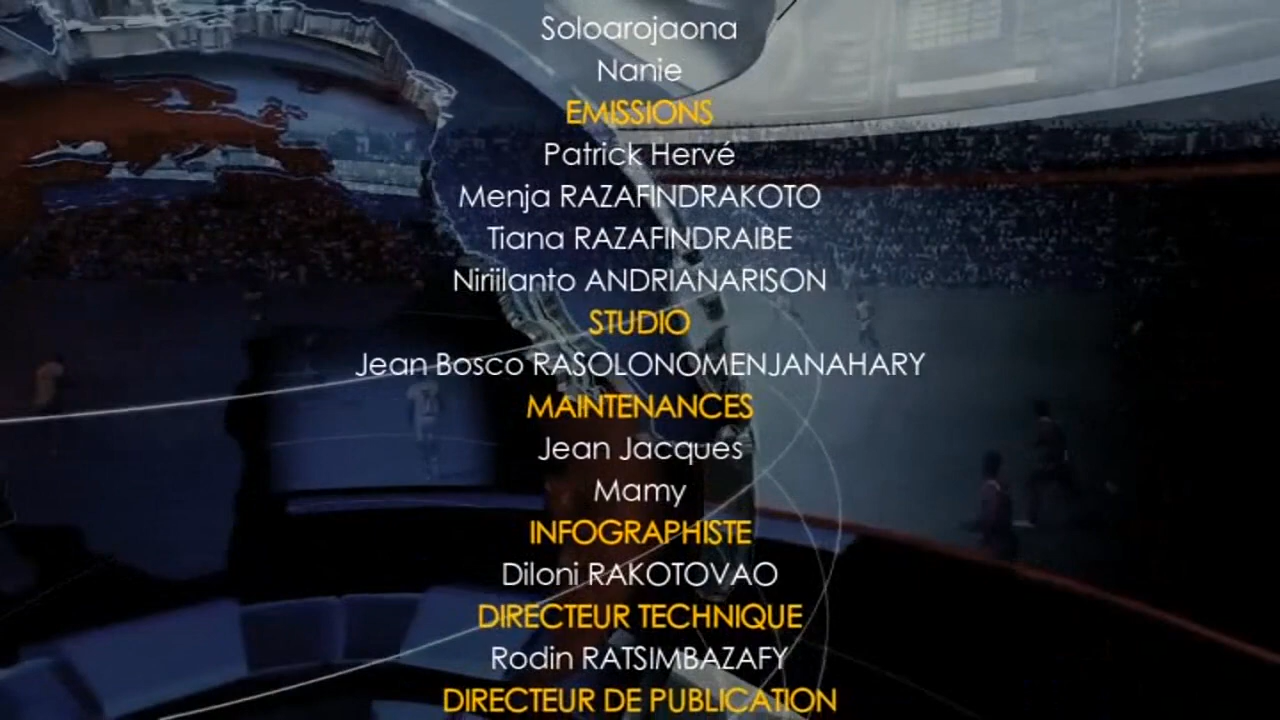 Soloarojaona
Nanie
EMISSIONS
Patrick Hervé
Menja RAZAFINDRAKOTO
Tiana RAZAFINDRAIBE
Niriilanto ANDRIANARISON
STUDIO
Jean Bosco RASOLONOMENJANAHARY
MAINTENANCES
Jean Jacques
Mamy
INFOGRAPHISTE
Diloni RAKOTOVAO
DIRECTEUR TECHNIQUE
Rodin RATSIMBAZAFY
DIRECTEUR DE PUBLICATION